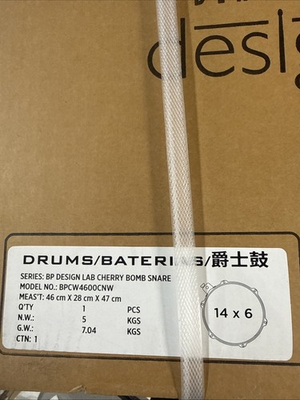 design
DRUMS/BATERIAS/爵士鼓
SERIES: BP DESIGN LAB CHERRY BOMB SNARE
MODEL NO.: BPCW4600CNW
MEAS'T: 46 cm X 28 cm X 47 cm
Q'TY 1 PCS
N.W.: 5 KGS
G.W.: 7.04 KGS
CTN: 1
14 x 6